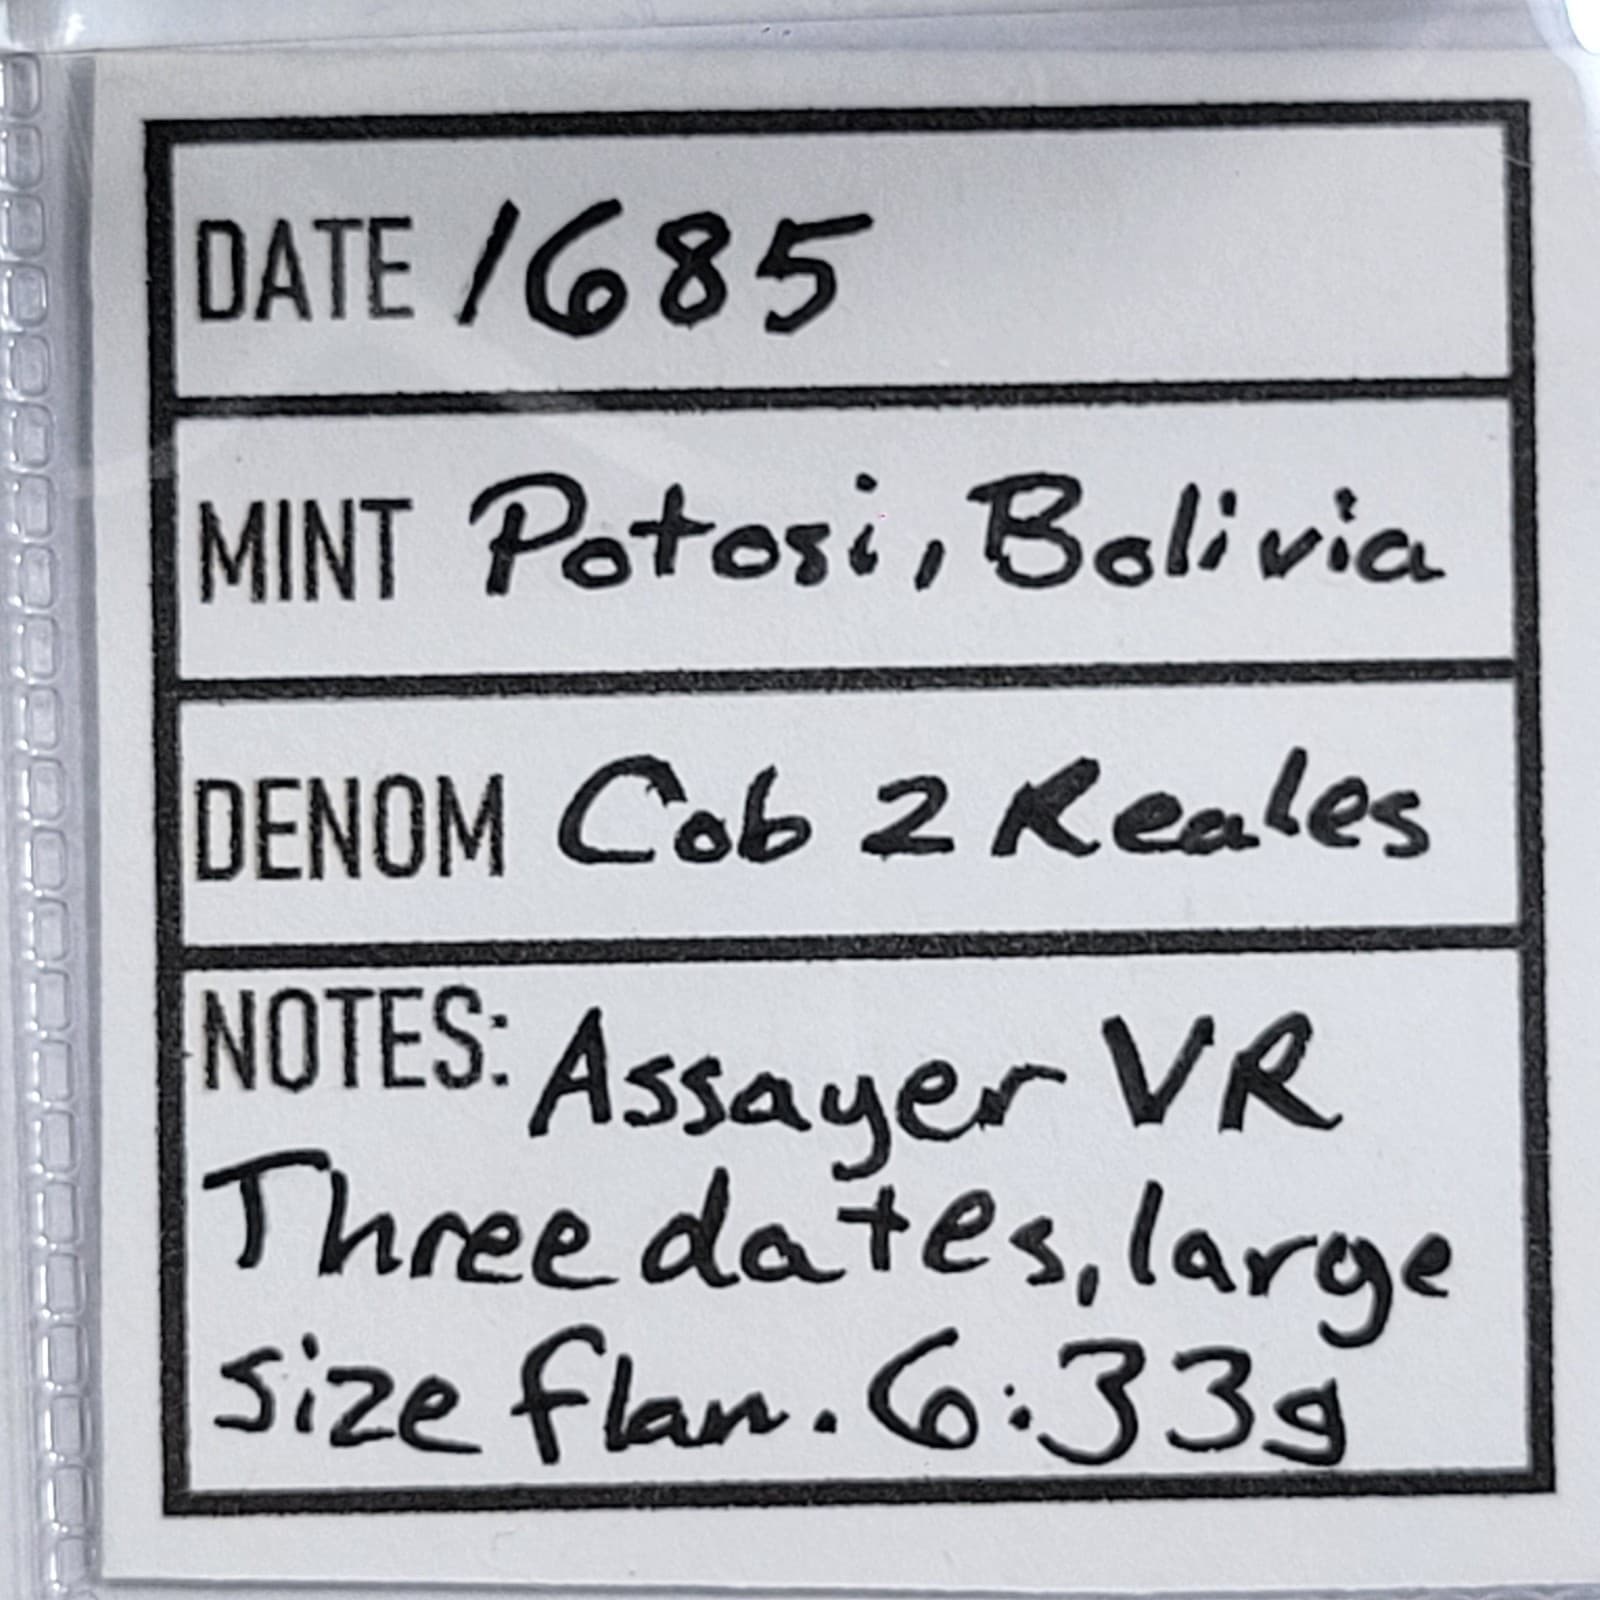 DATE 1685
MINT Potosi, Bolivia
DENOM Cob 2 Reales
NOTES: Assayer VR
Three dates, large
size flan. 6:33g